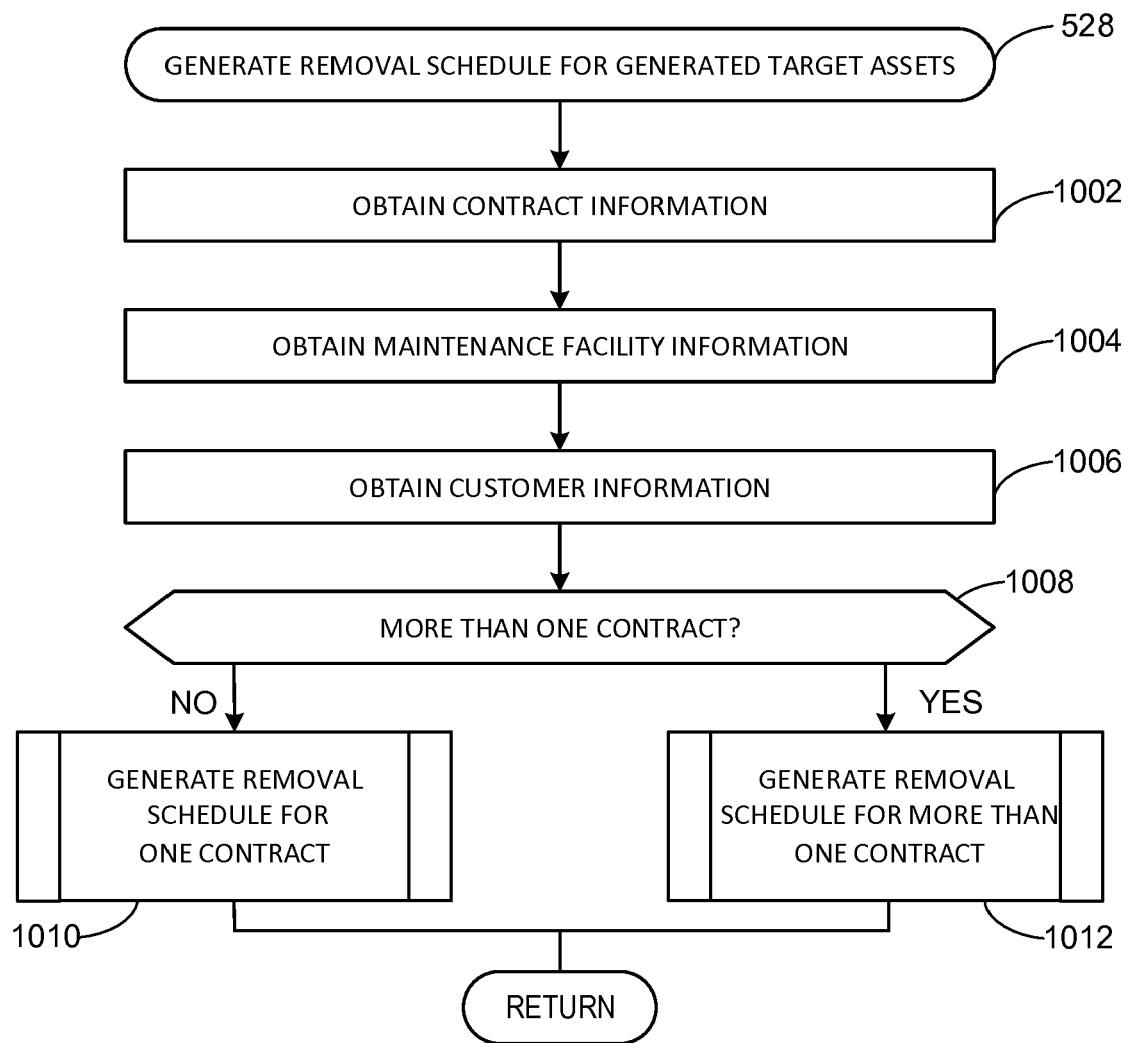 528
GENERATE REMOVAL SCHEDULE FOR GENERATED TARGET ASSETS
1002
OBTAIN CONTRACT INFORMATION
1004
OBTAIN MAINTENANCE FACILITY INFORMATION
1006
OBTAIN CUSTOMER INFORMATION
1008
MORE THAN ONE CONTRACT?
NO
YES
GENERATE REMOVAL
SCHEDULE FOR
ONE CONTRACT
GENERATE REMOVAL
SCHEDULE FOR MORE THAN
ONE CONTRACT
1010
1012
RETURN